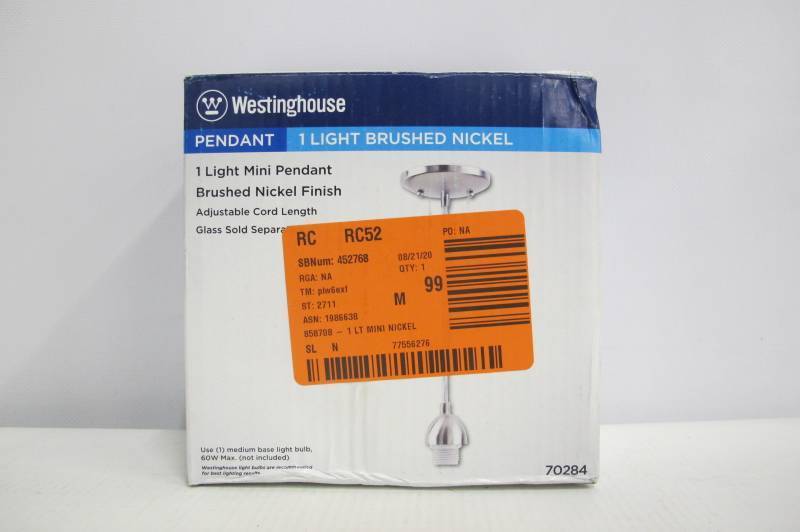 Westinghouse
PENDANT 1 LIGHT BRUSHED NICKEL
1 Light Mini Pendant
Brushed Nickel Finish
Adjustable Cord Length
Glass Sold Separa
RC RC52 PO: NA
SBNum: 452768 08/21/20
RGA: NA QTY: 1
TM: plw6exf M 99
ST: 2711
ASN: 1986638
858798 - 1 LT MINI NICKEL
SL N 77556276
Use (1) medium base light bulb,
60W Max. (not included)
Westinghouse light bulbs are recommended
for best lighting results.
70284